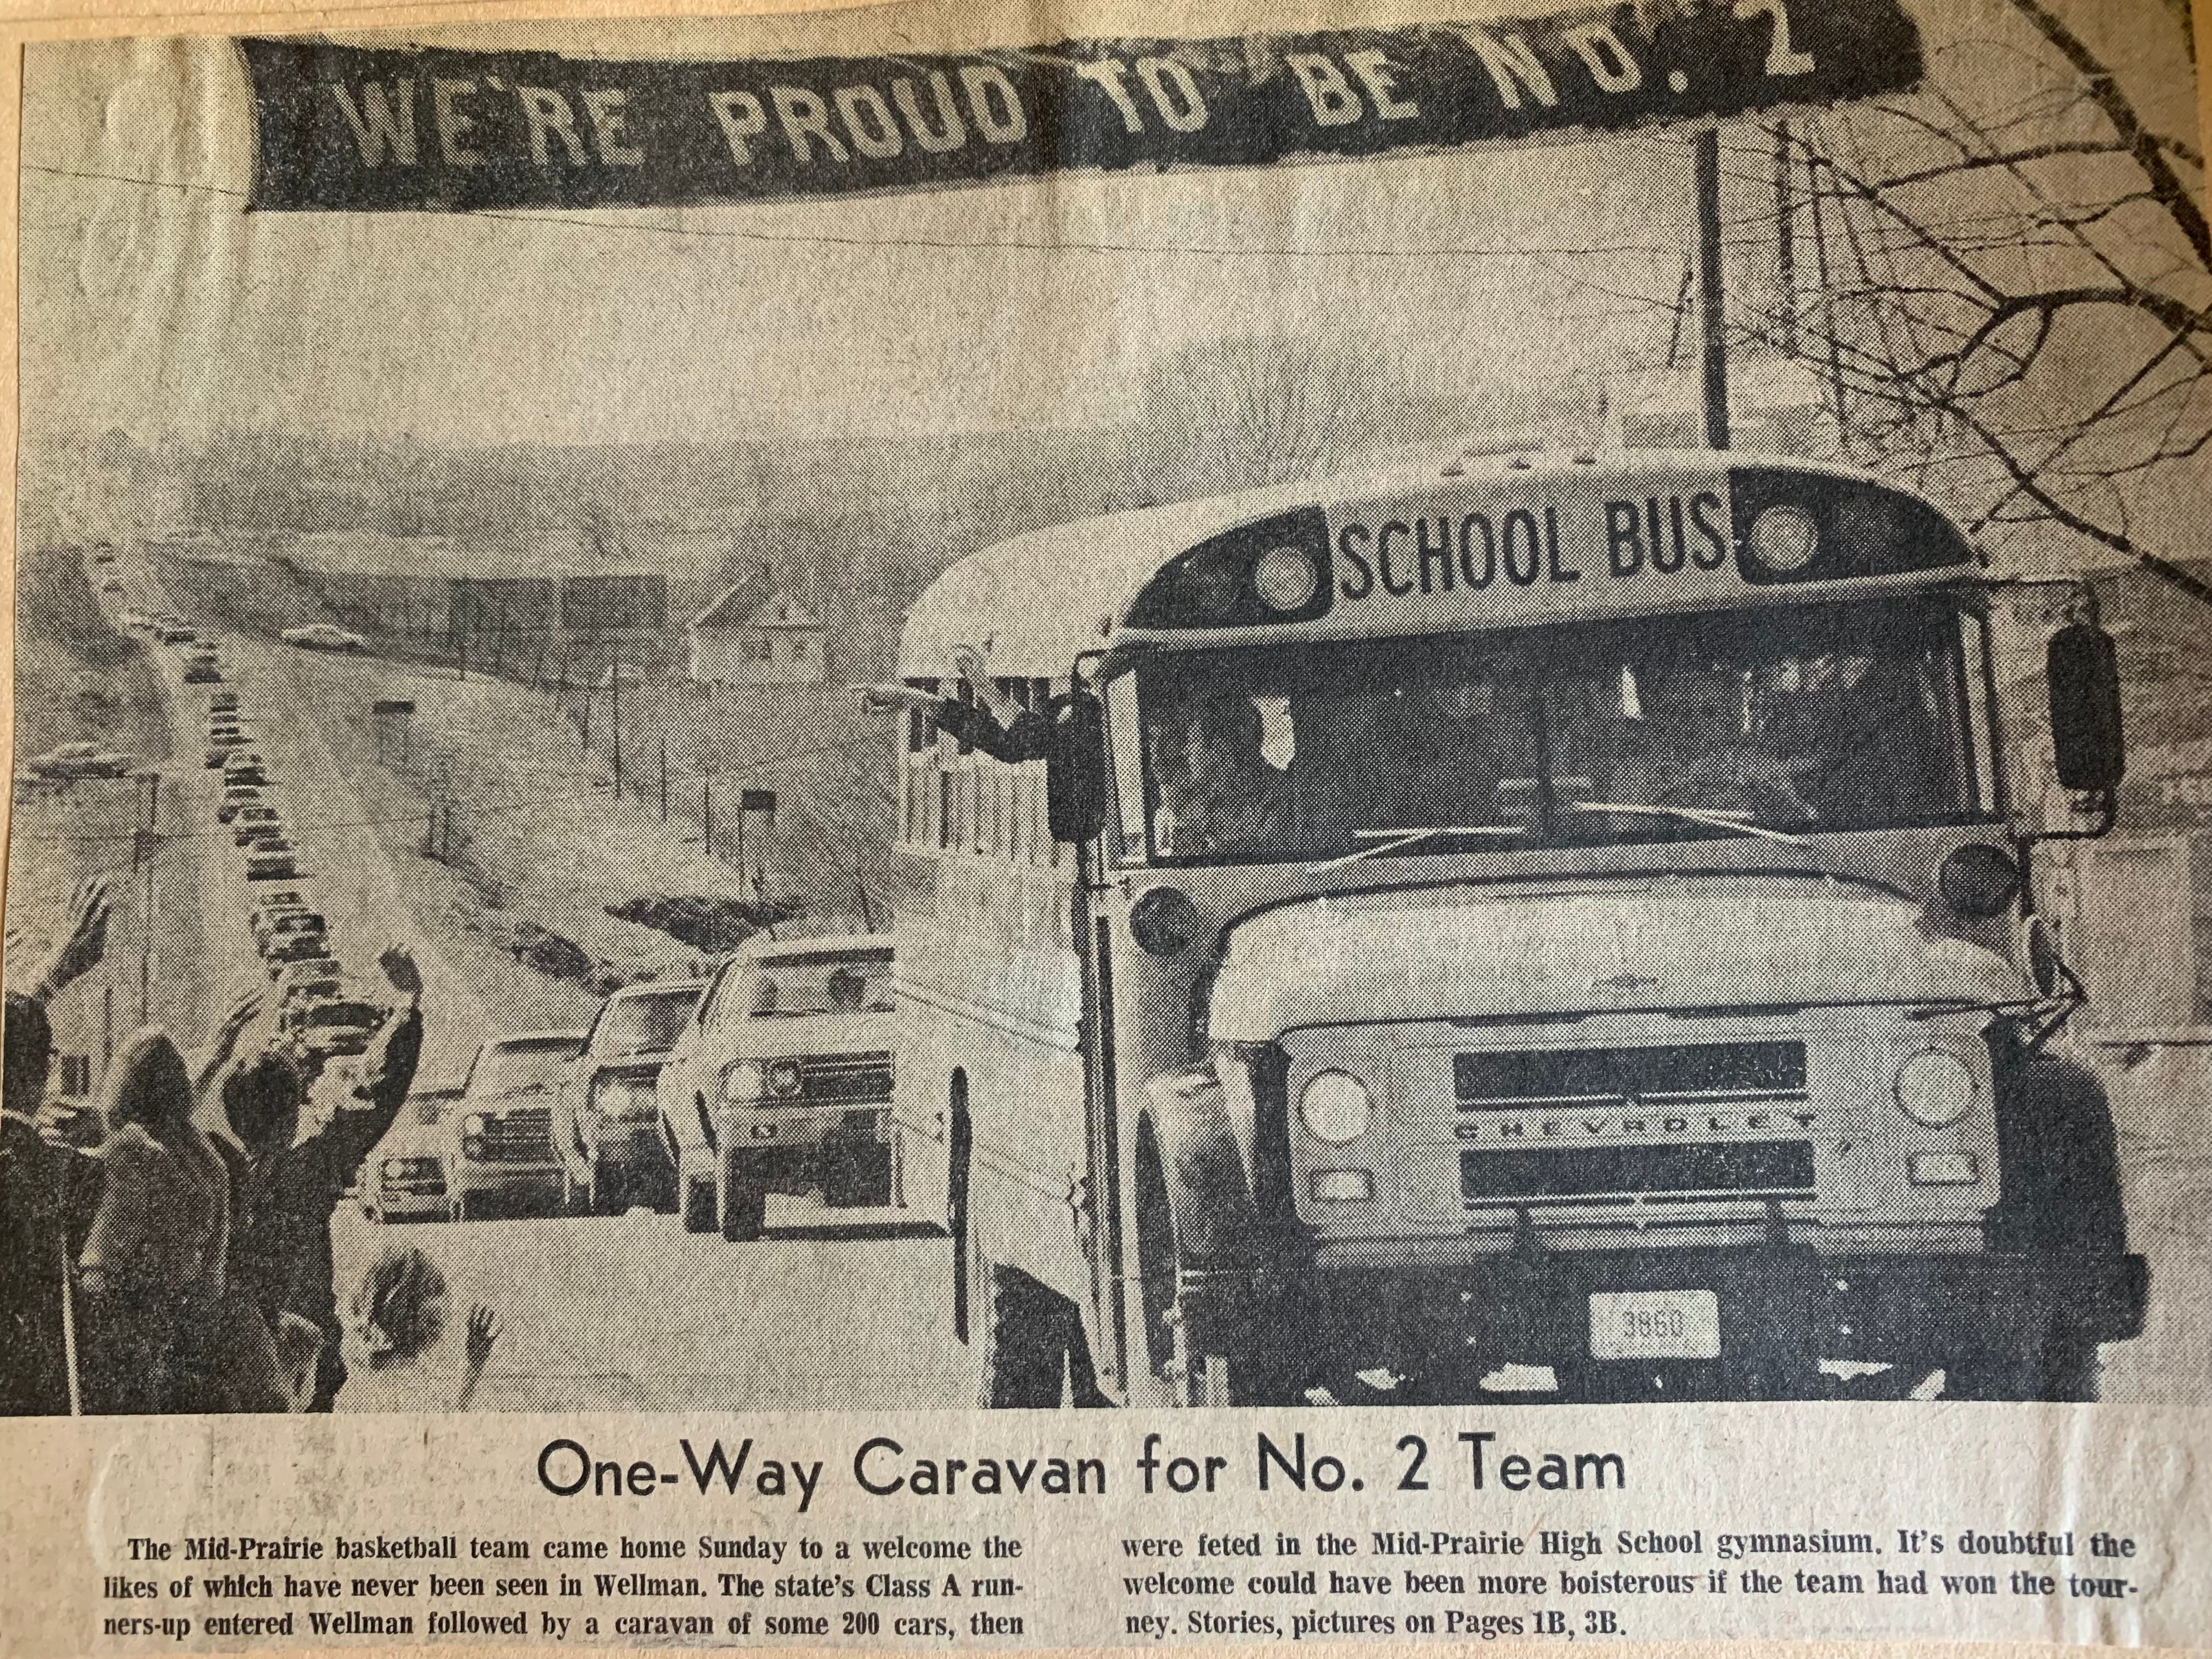 WE'RE PROUD TO BE NO. 2
SCHOOL BUS
CHEVROLET
3860
One-Way Caravan for No. 2 Team
The Mid-Prairie basketball team came home Sunday to a welcome the
likes of which have never been seen in Wellman. The state's Class A run-
ners-up entered Wellman followed by a caravan of some 200 cars, then
were feted in the Mid-Prairie High School gymnasium. It's doubtful the
welcome could have been more boisterous if the team had won the tour-
ney. Stories, pictures on Pages 1B, 3B.